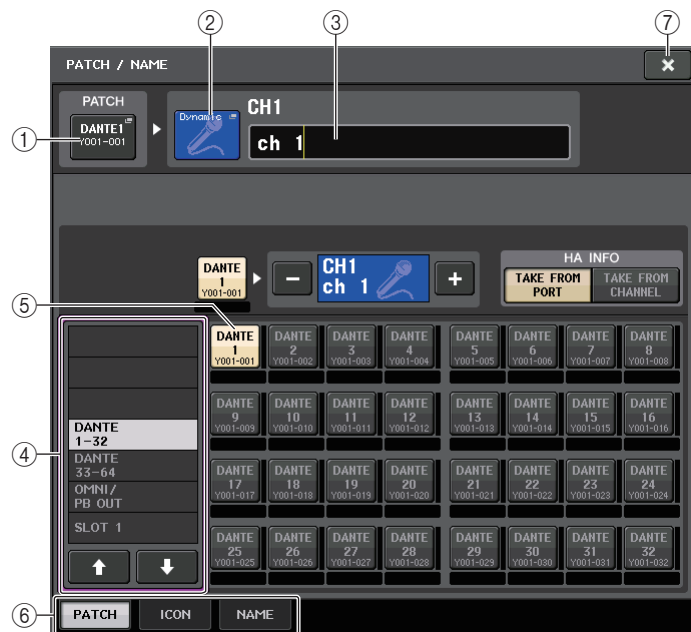 ② ③ ⑦
PATCH / NAME
PATCH
① DANTE1
Y001-001
Dynamic
CH1
ch 1
DANTE
1
Y001-001
CH1
ch 1
HA INFO
TAKE FROM PORT
TAKE FROM CHANNEL
⑤
④
DANTE
1-32
DANTE
33-64
OMNI/
PB OUT
SLOT 1
DANTE 1 Y001-001
DANTE 2 Y001-002
DANTE 3 Y001-003
DANTE 4 Y001-004
DANTE 5 Y001-005
DANTE 6 Y001-006
DANTE 7 Y001-007
DANTE 8 Y001-008
DANTE 9 Y001-009
DANTE 10 Y001-010
DANTE 11 Y001-011
DANTE 12 Y001-012
DANTE 13 Y001-013
DANTE 14 Y001-014
DANTE 15 Y001-015
DANTE 16 Y001-016
DANTE 17 Y001-017
DANTE 18 Y001-018
DANTE 19 Y001-019
DANTE 20 Y001-020
DANTE 21 Y001-021
DANTE 22 Y001-022
DANTE 23 Y001-023
DANTE 24 Y001-024
DANTE 25 Y001-025
DANTE 26 Y001-026
DANTE 27 Y001-027
DANTE 28 Y001-028
DANTE 29 Y001-029
DANTE 30 Y001-030
DANTE 31 Y001-031
DANTE 32 Y001-032
⑥ PATCH ICON NAME